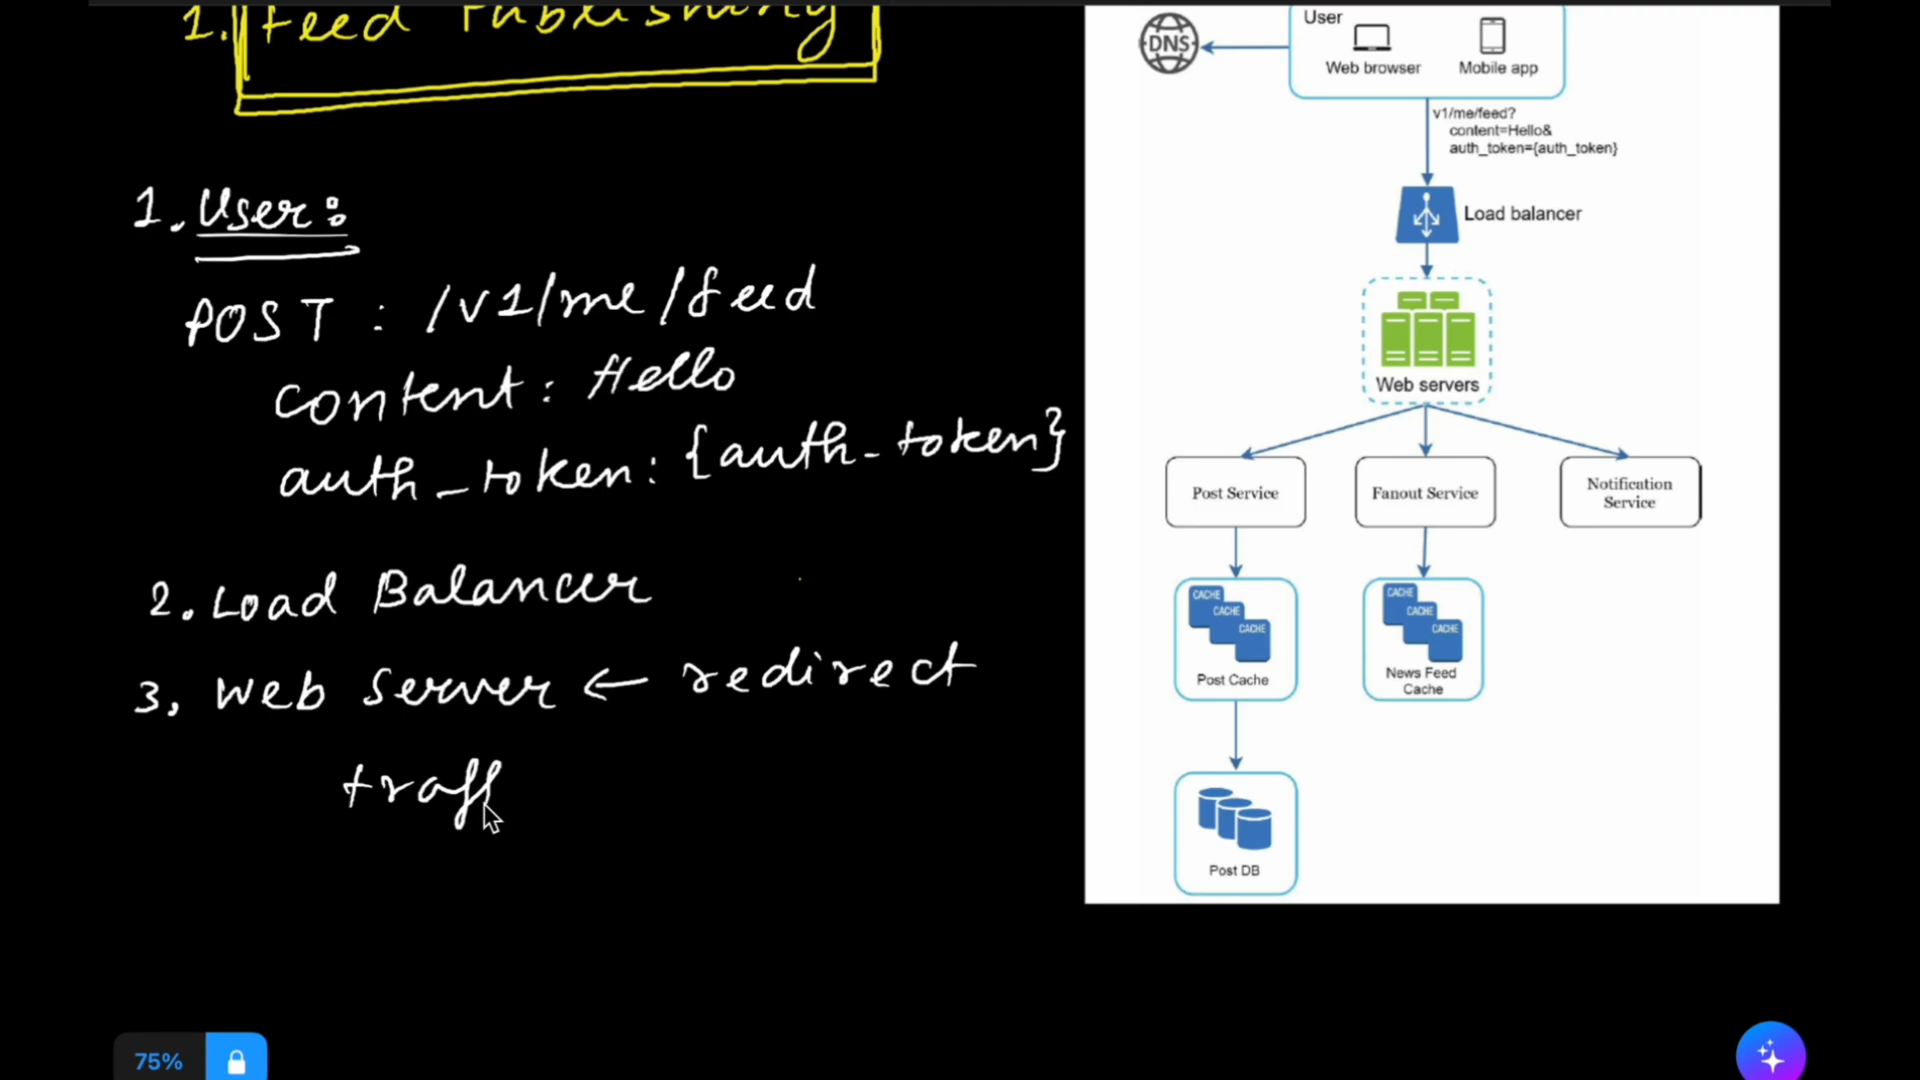 1. Feed Publishing
1. User:
POST : /v1/me/feed
content: Hello
auth_token: {auth-token}
2. Load Balancer
3. Web Server ← redirect
traff
DNS
User
Web browser
Mobile app
v1/me/feed?
content=Hello&
auth_token={auth_token}
Load balancer
Web servers
Post Service
Fanout Service
Notification
Service
CACHE
CACHE
CACHE
Post Cache
CACHE
CACHE
CACHE
News Feed
Cache
Post DB
75%